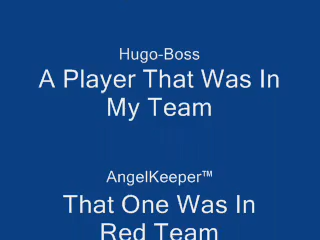 Hugo-Boss
A Player That Was In
My Team
AngelKeeper™
That One Was In
Red Team